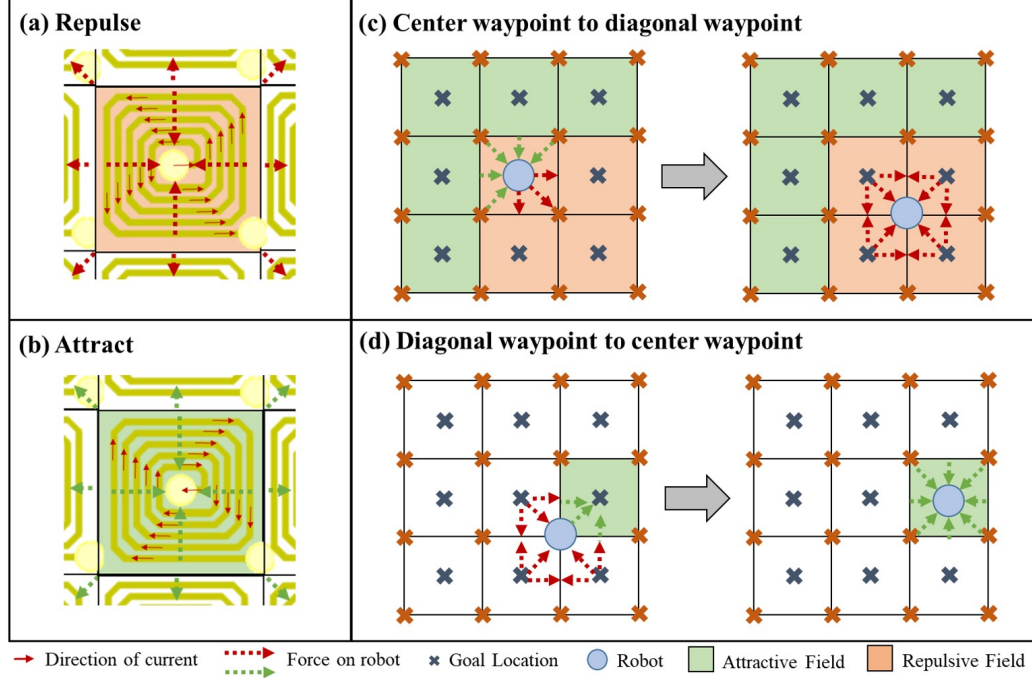 (a) Repulse
(c) Center waypoint to diagonal waypoint
(b) Attract
(d) Diagonal waypoint to center waypoint
Direction of current
Force on robot
Goal Location
Robot
Attractive Field
Repulsive Field